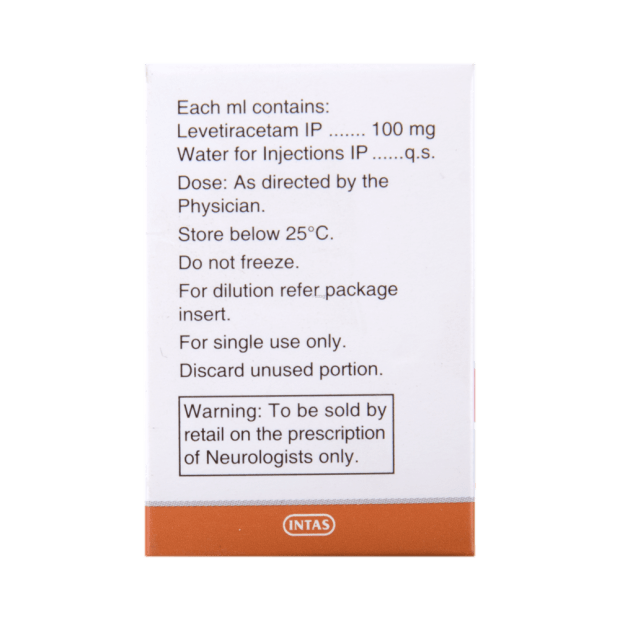 Each ml contains:
Levetiracetam IP ....... 100 mg
Water for Injections IP ......q.s.
Dose: As directed by the
Physician.
Store below 25°C.
Do not freeze.
For dilution refer package
insert.
For single use only.
Discard unused portion.
Warning: To be sold by
retail on the prescription
of Neurologists only.
INTAS